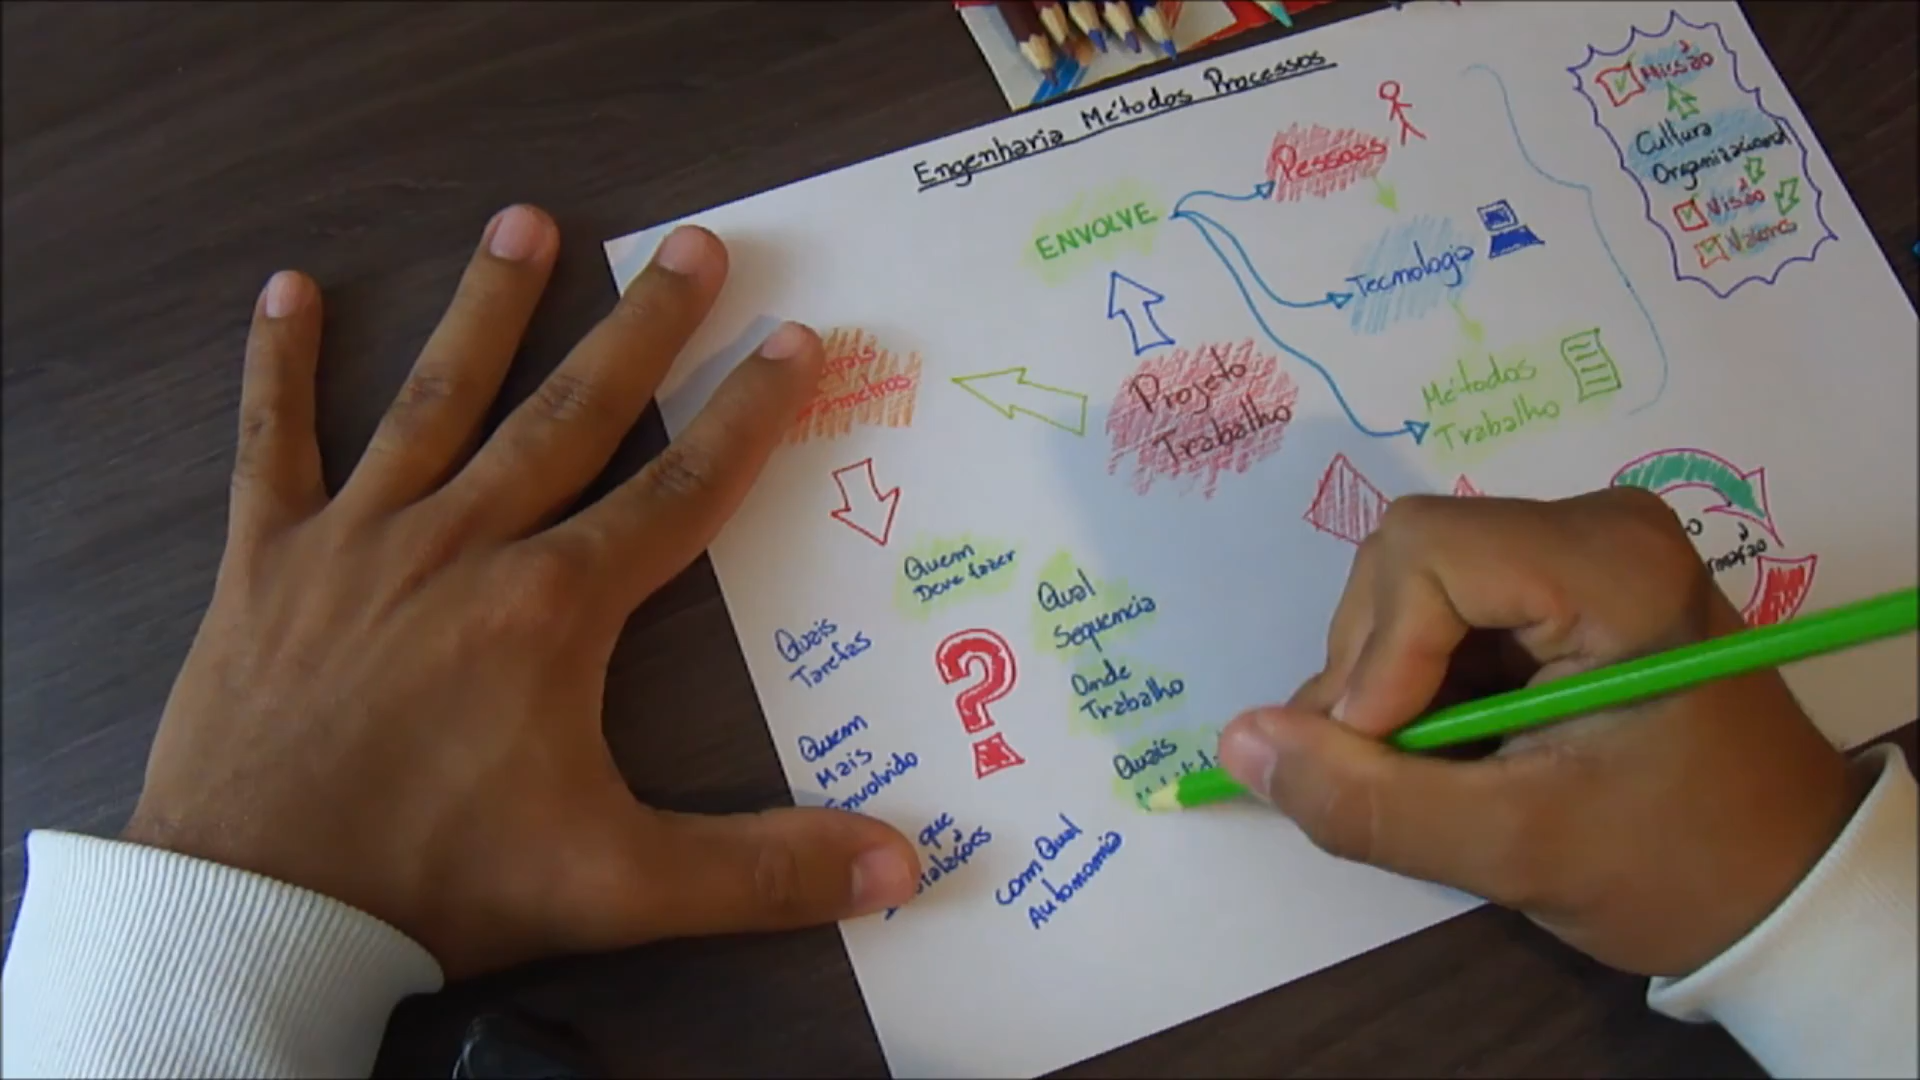 Engenharia Métodos Processos
Missão
Cultura
Organizacional
Visão
Valores
ENVOLVE
Pessoas
Tecnologia
Métodos
Trabalho
Projeto
Trabalho
Quem
Deve fazer
Qual
Sequencia
Onde
Trabalho
Quais
Quais
Tarefas
Quem
Mais
Envolvido
que
com Qual
Autonomia